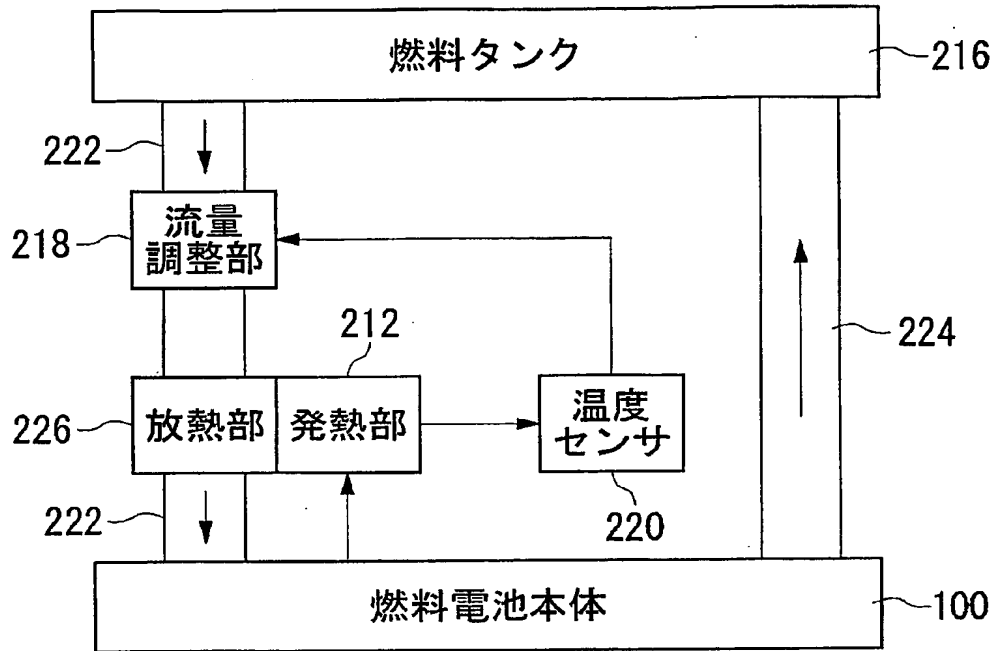 燃料タンク
216
222
流量
調整部
218
212
224
放熱部
発熱部
226
温度
センサ
220
222
燃料電池本体
100